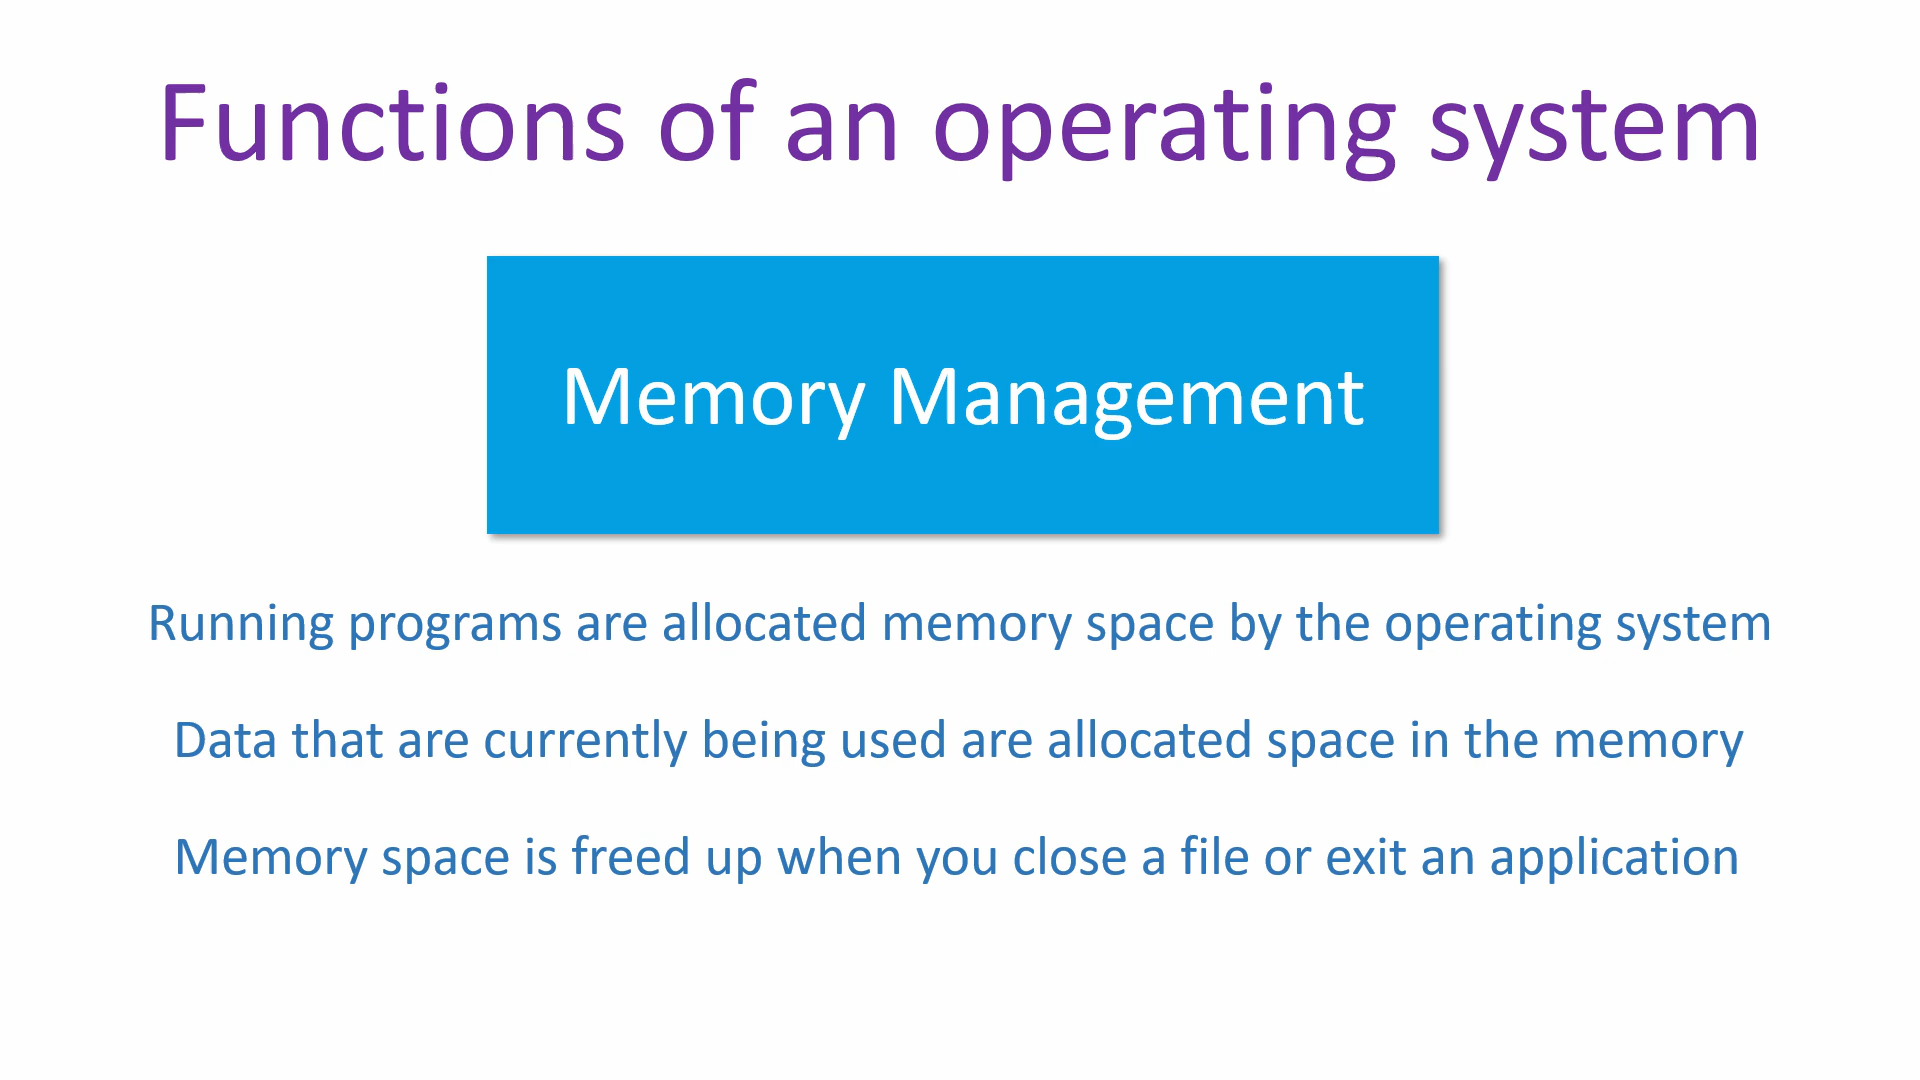 Functions of an operating system
Memory Management
Running programs are allocated memory space by the operating system
Data that are currently being used are allocated space in the memory
Memory space is freed up when you close a file or exit an application